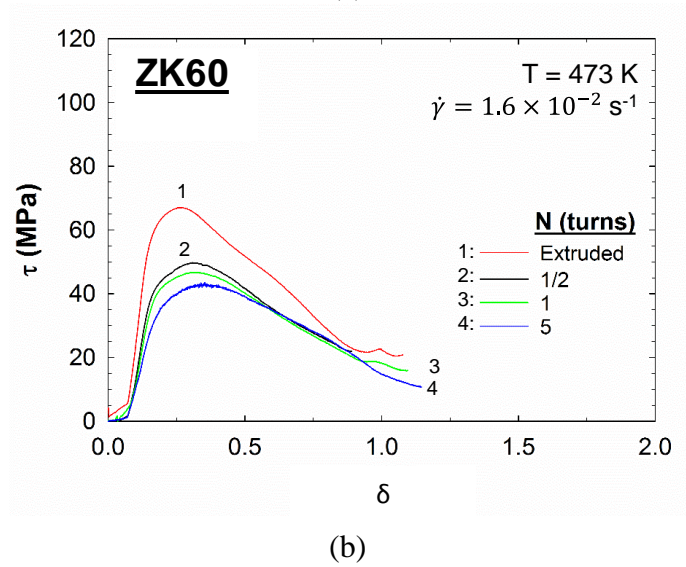 120
100
80
60
40
20
0
τ (MPa)
ZK60
T = 473 K
γ̇ = 1.6 × 10⁻² s⁻¹
N (turns)
1: Extruded
2: 1/2
3: 1
4: 5
1
2
3
4
0.0 0.5 1.0 1.5 2.0
δ
(b)